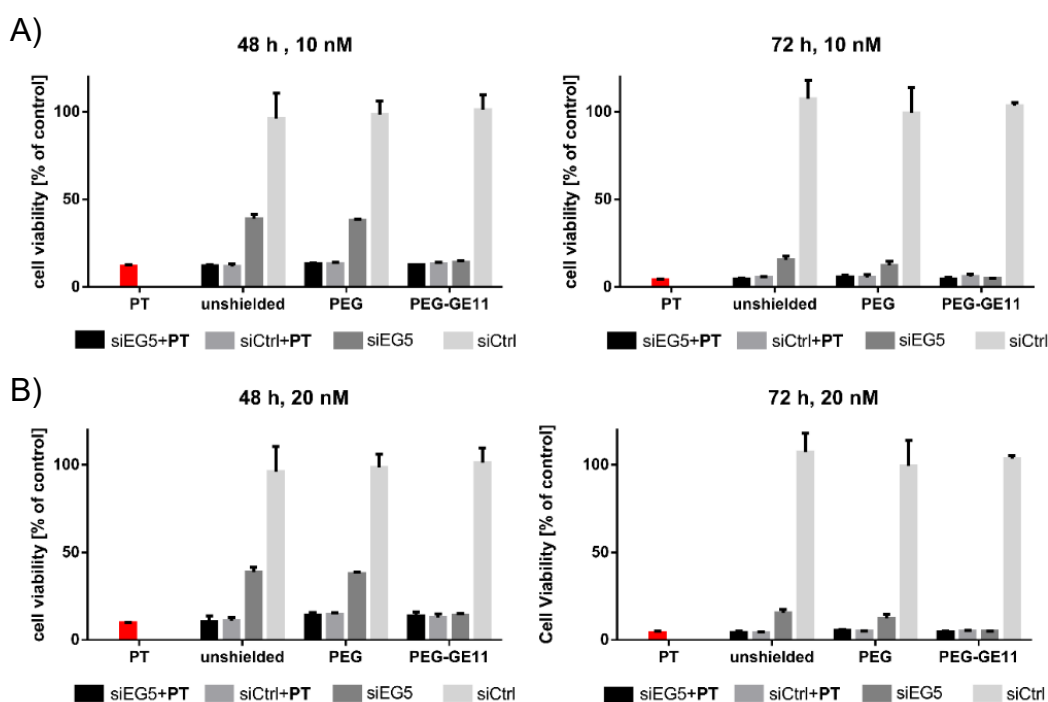 A)
48 h , 10 nM
cell viability [% of control]
100
50
0
PT unshielded PEG PEG-GE11
siEG5+PT siCtrl+PT siEG5 siCtrl
72 h, 10 nM
cell viability [% of control]
100
50
0
PT unshielded PEG PEG-GE11
siEG5+PT siCtrl+PT siEG5 siCtrl
B)
48 h, 20 nM
cell viability [% of control]
100
50
0
PT unshielded PEG PEG-GE11
siEG5+PT siCtrl+PT siEG5 siCtrl
72 h, 20 nM
Cell Viability [% of control]
100
50
0
PT unshielded PEG PEG-GE11
siEG5+PT siCtrl+PT siEG5 siCtrl